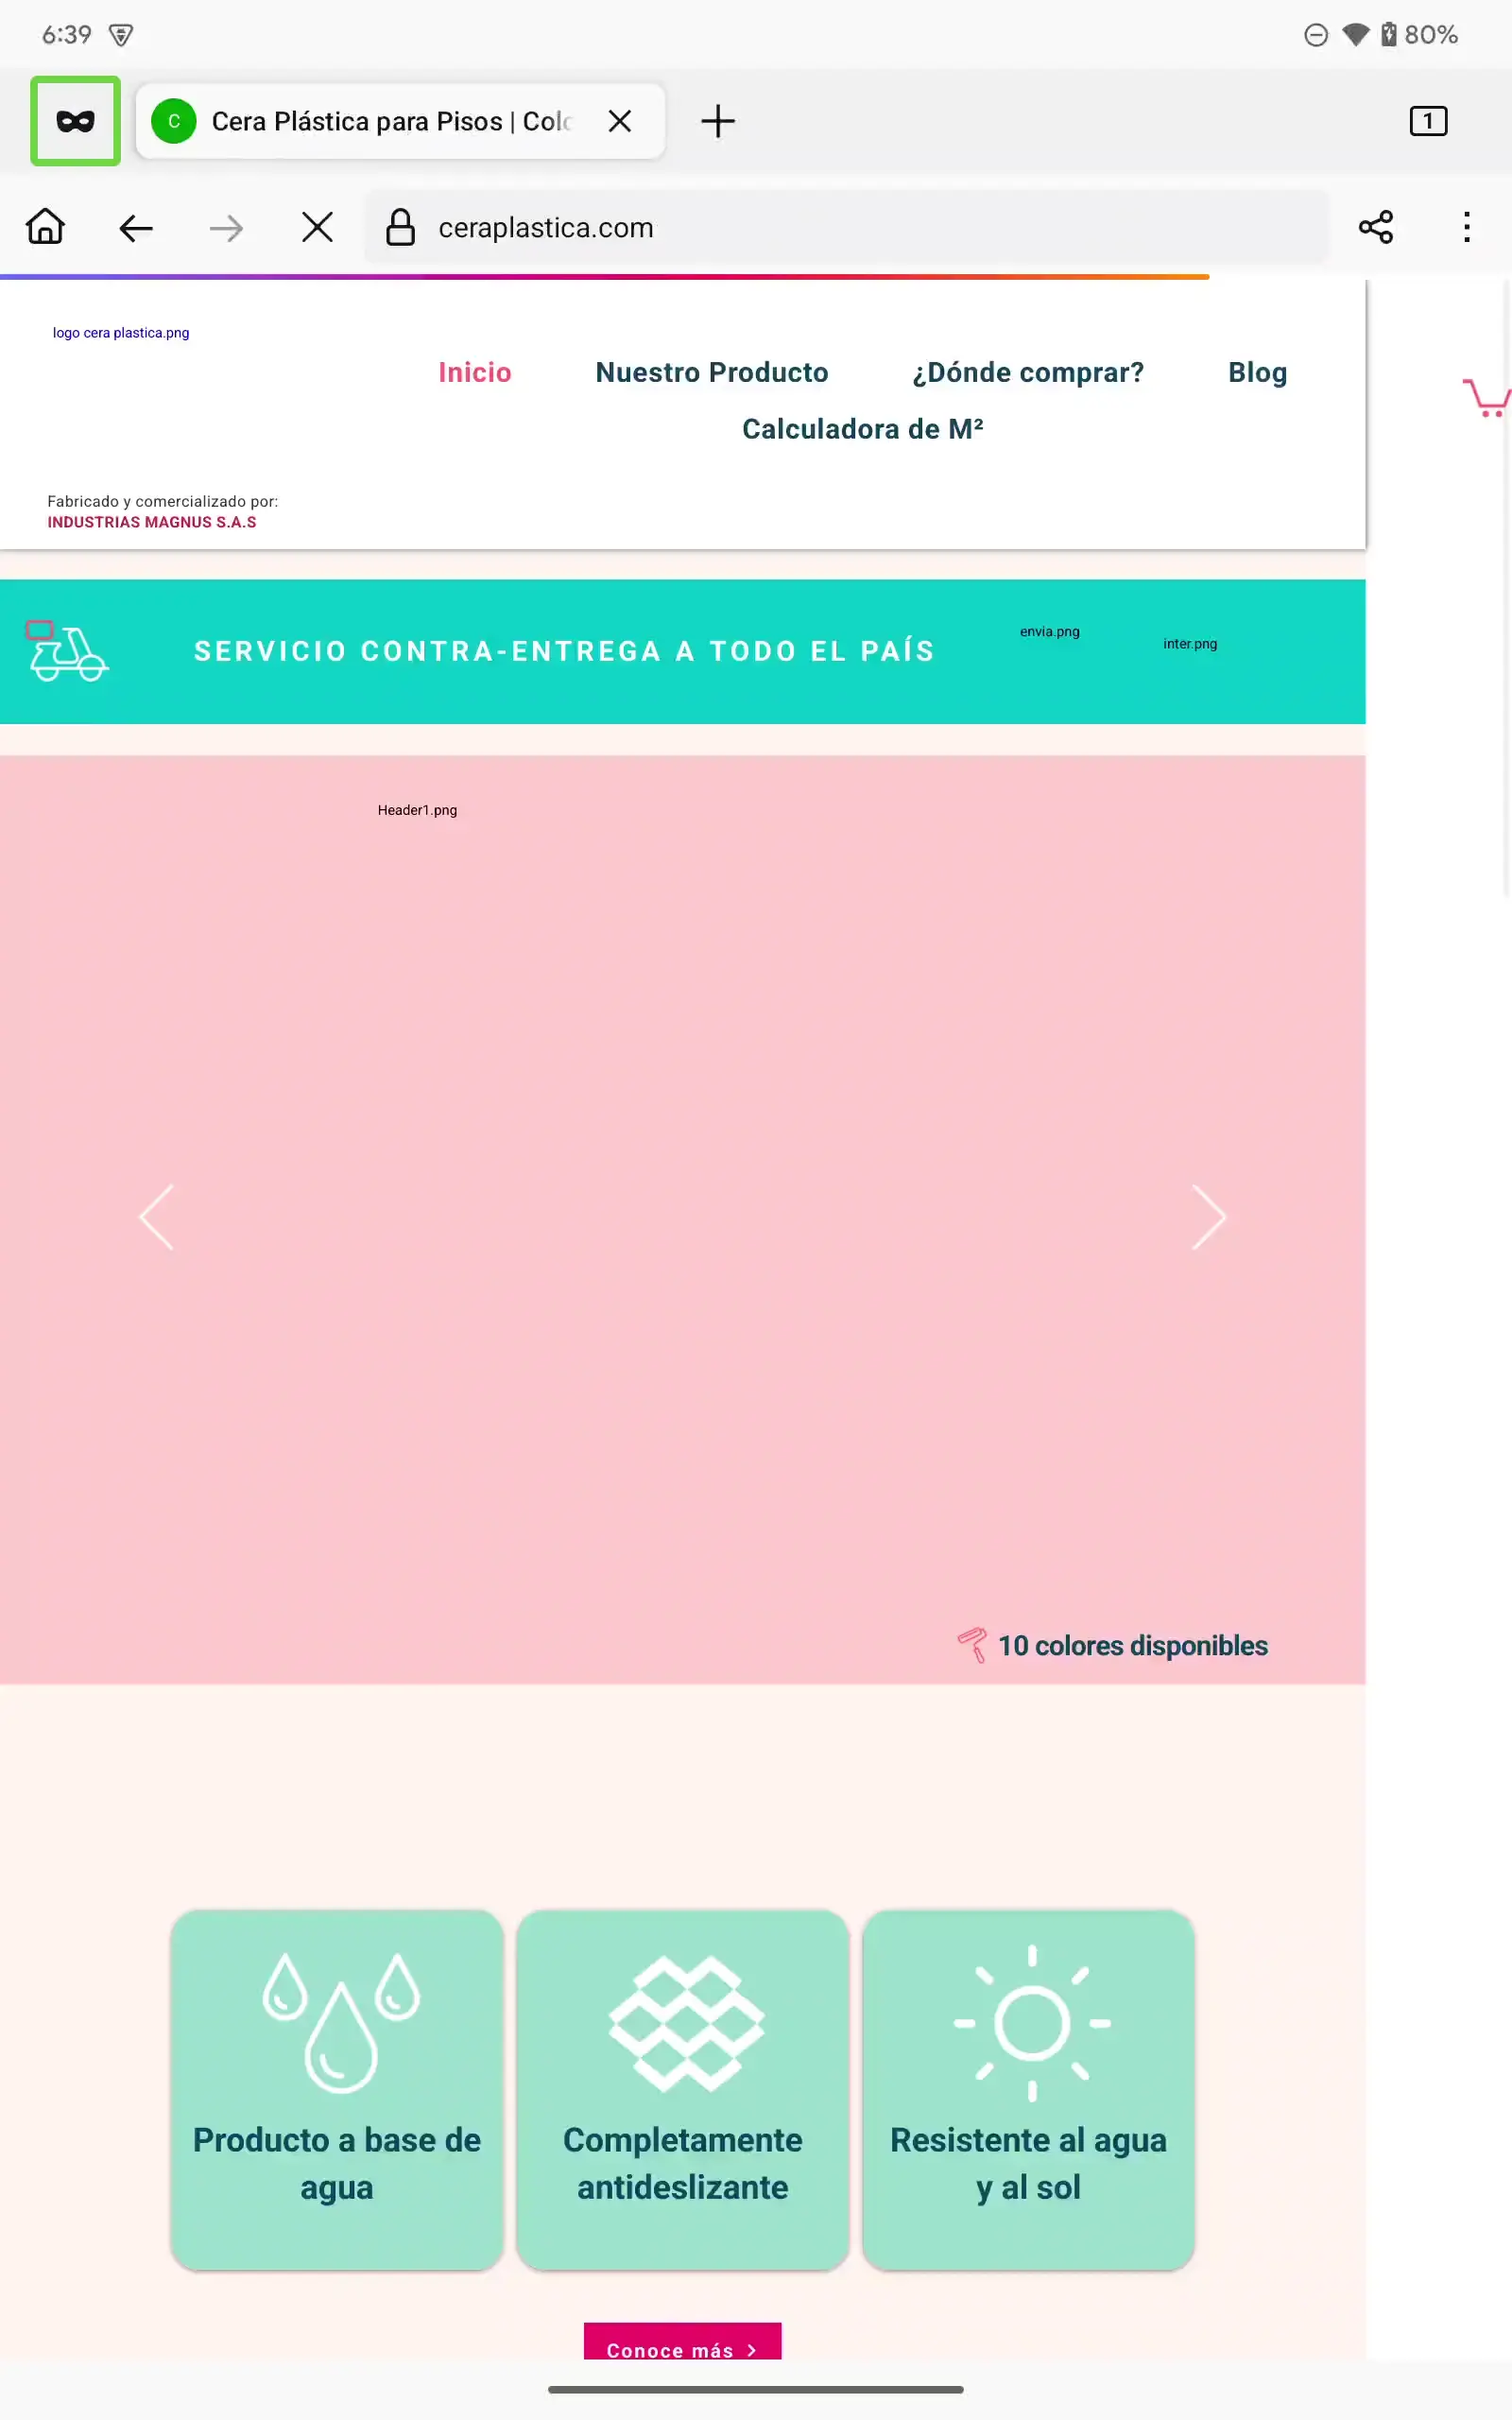 6:39
80%
C
Cera Plástica para Pisos | Colo
1
ceraplastica.com
logo cera plastica.png
Inicio
Nuestro Producto
¿Dónde comprar?
Blog
Calculadora de M²
Fabricado y comercializado por:
INDUSTRIAS MAGNUS S.A.S
SERVICIO CONTRA-ENTREGA A TODO EL PAÍS
envia.png
inter.png
Header1.png
10 colores disponibles
Producto a base de
agua
Completamente
antideslizante
Resistente al agua
y al sol
Conoce más